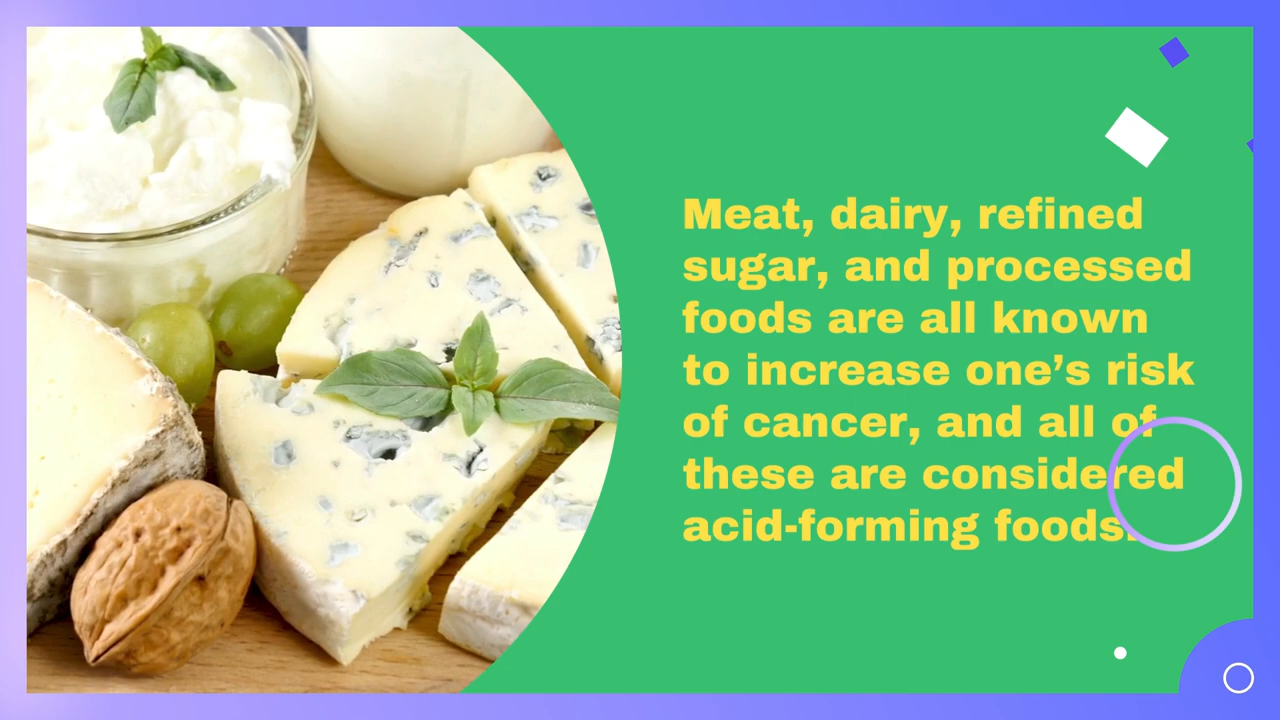 Meat, dairy, refined
sugar, and processed
foods are all known
to increase one’s risk
of cancer, and all of
these are considered
acid-forming foods.